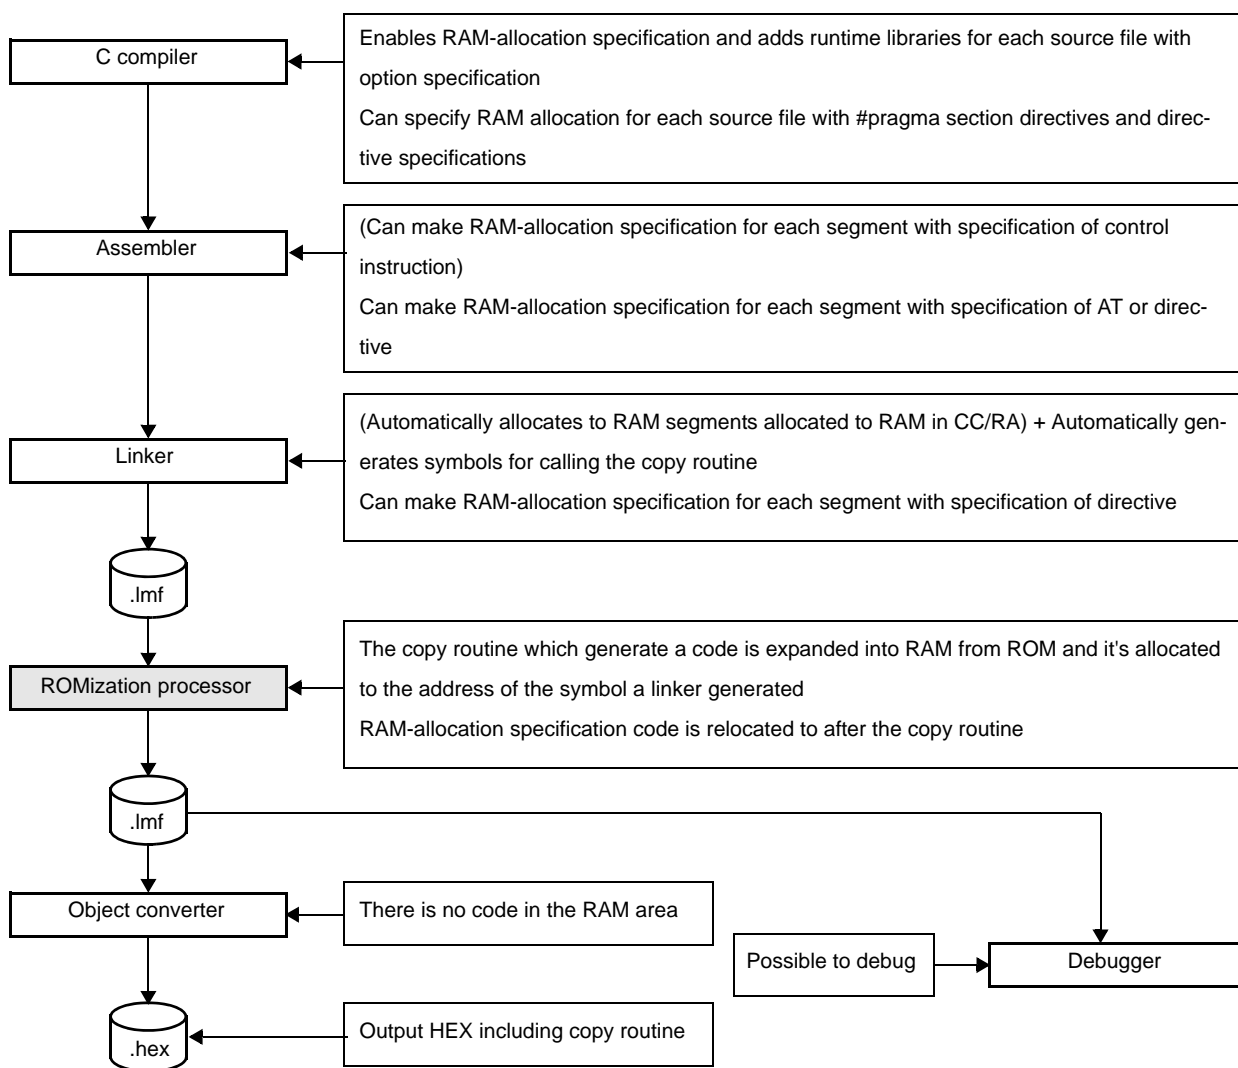 C compiler
Enables RAM-allocation specification and adds runtime libraries for each source file with
option specification
Can specify RAM allocation for each source file with #pragma section directives and direc-
tive specifications
Assembler
(Can make RAM-allocation specification for each segment with specification of control
instruction)
Can make RAM-allocation specification for each segment with specification of AT or direc-
tive
Linker
(Automatically allocates to RAM segments allocated to RAM in CC/RA) + Automatically gen-
erates symbols for calling the copy routine
Can make RAM-allocation specification for each segment with specification of directive
.lmf
ROMization processor
The copy routine which generate a code is expanded into RAM from ROM and it's allocated
to the address of the symbol a linker generated
RAM-allocation specification code is relocated to after the copy routine
.lmf
Object converter
There is no code in the RAM area
Possible to debug
Debugger
.hex
Output HEX including copy routine